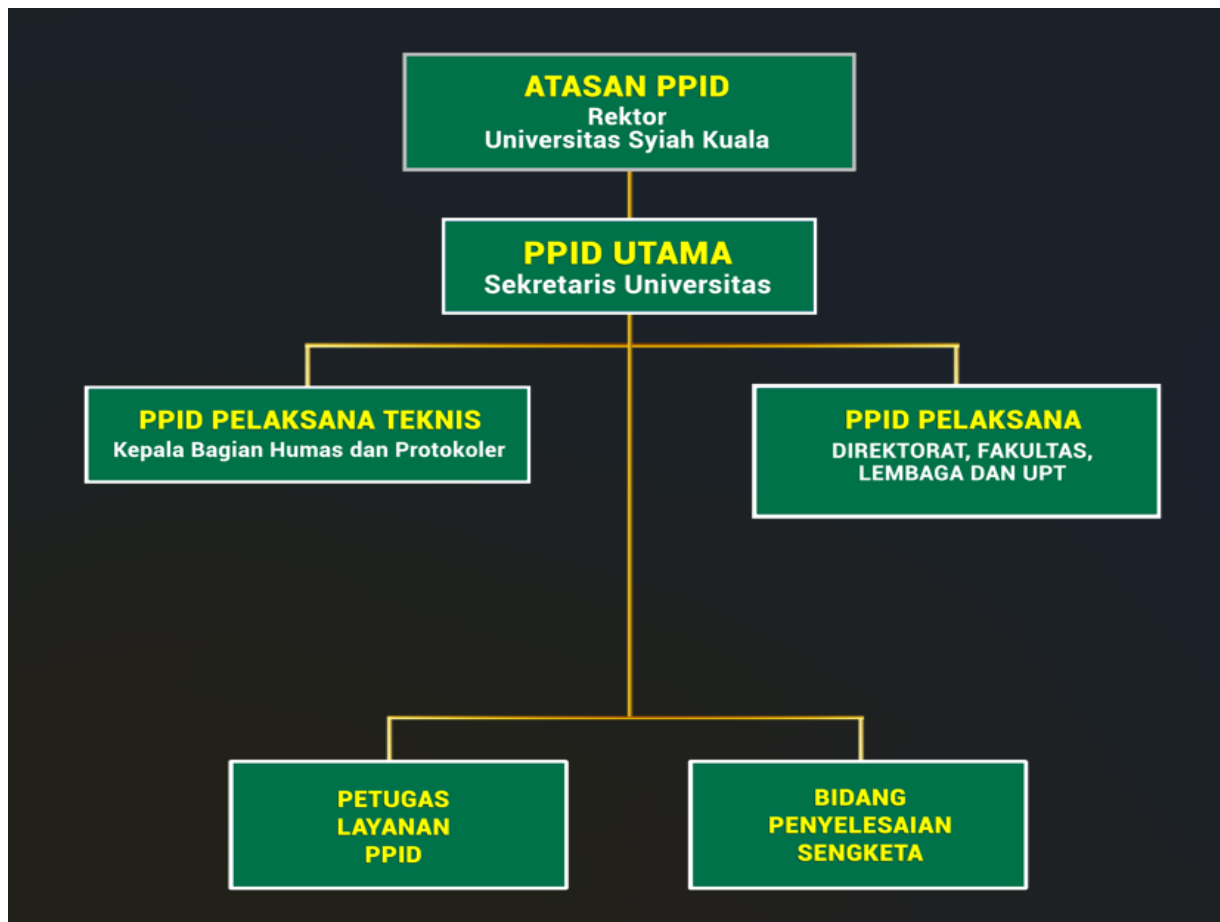 ATASAN PPID
Rektor
Universitas Syiah Kuala
PPID UTAMA
Sekretaris Universitas
PPID PELAKSANA TEKNIS
Kepala Bagian Humas dan Protokoler
PPID PELAKSANA
DIREKTORAT, FAKULTAS,
LEMBAGA DAN UPT
PETUGAS
LAYANAN
PPID
BIDANG
PENYELESAIAN
SENGKETA